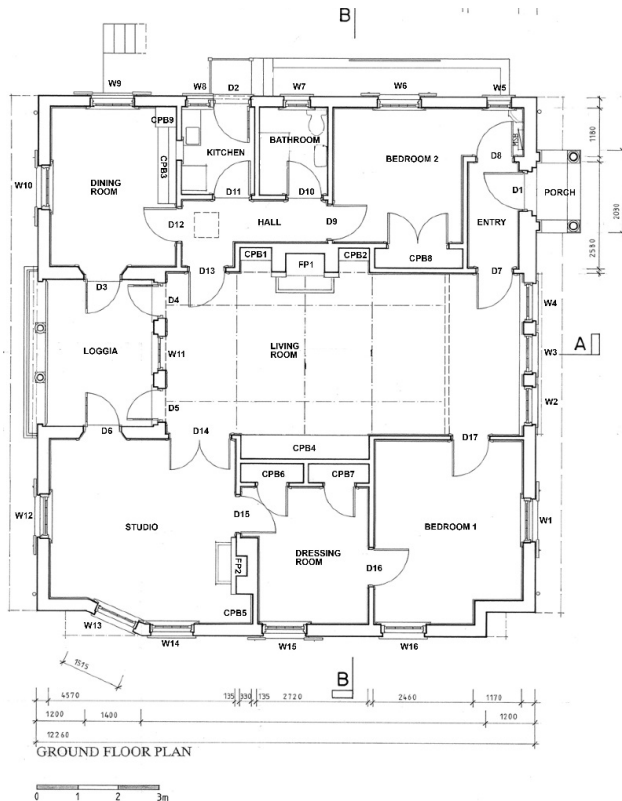 B
W9
W8
D2
W7
W6
W5
CPB9
KITCHEN
BATHROOM
BEDROOM 2
D8
1180
W10
DINING
ROOM
CPB3
D11
D10
D1
PORCH
2090
D12
HALL
D9
ENTRY
D13
CPB1
FP1
CPB2
CPB8
D7
2580
D3
D4
W4
LOGGIA
W11
LIVING
ROOM
W3
A
D5
W2
D6
D14
D17
CPB4
CPB6
CPB7
W12
STUDIO
D15
BEDROOM 1
W1
DRESSING
ROOM
D16
FP2
CPB5
W13
W14
W15
W16
1515
B
4570
135
330
135
2720
2460
1170
1200
1400
1200
12260
GROUND FLOOR PLAN
0 1 2 3m